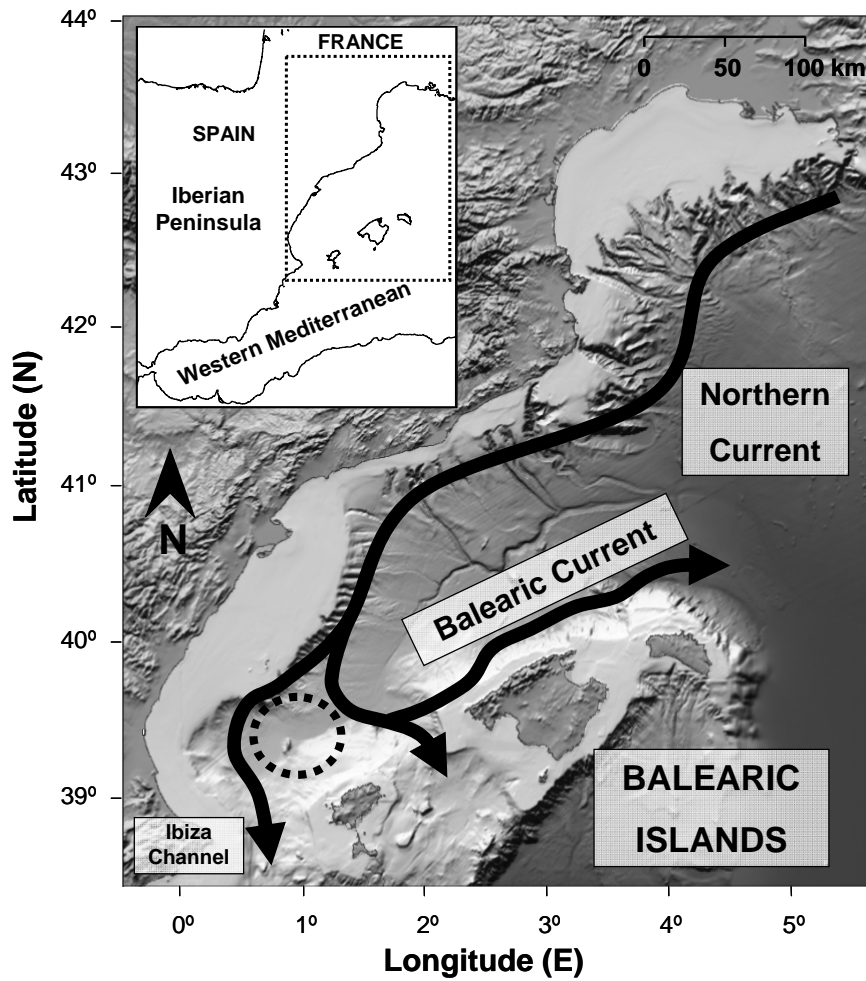 44º
43º
42º
41º
40º
39º
Latitude (N)
FRANCE
SPAIN
Iberian
Peninsula
Western Mediterranean
0 50 100 km
Northern
Current
N
Balearic Current
BALEARIC
ISLANDS
Ibiza
Channel
0º 1º 2º 3º 4º 5º
Longitude (E)